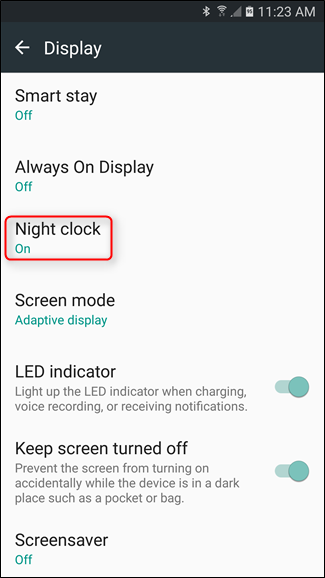 11:23 AM
Display
Smart stay
Off
Always On Display
Off
Night clock
On
Screen mode
Adaptive display
LED indicator
Light up the LED indicator when charging,
voice recording, or receiving notifications.
Keep screen turned off
Prevent the screen from turning on
accidentally while the device is in a dark
place such as a pocket or bag.
Screensaver
Off